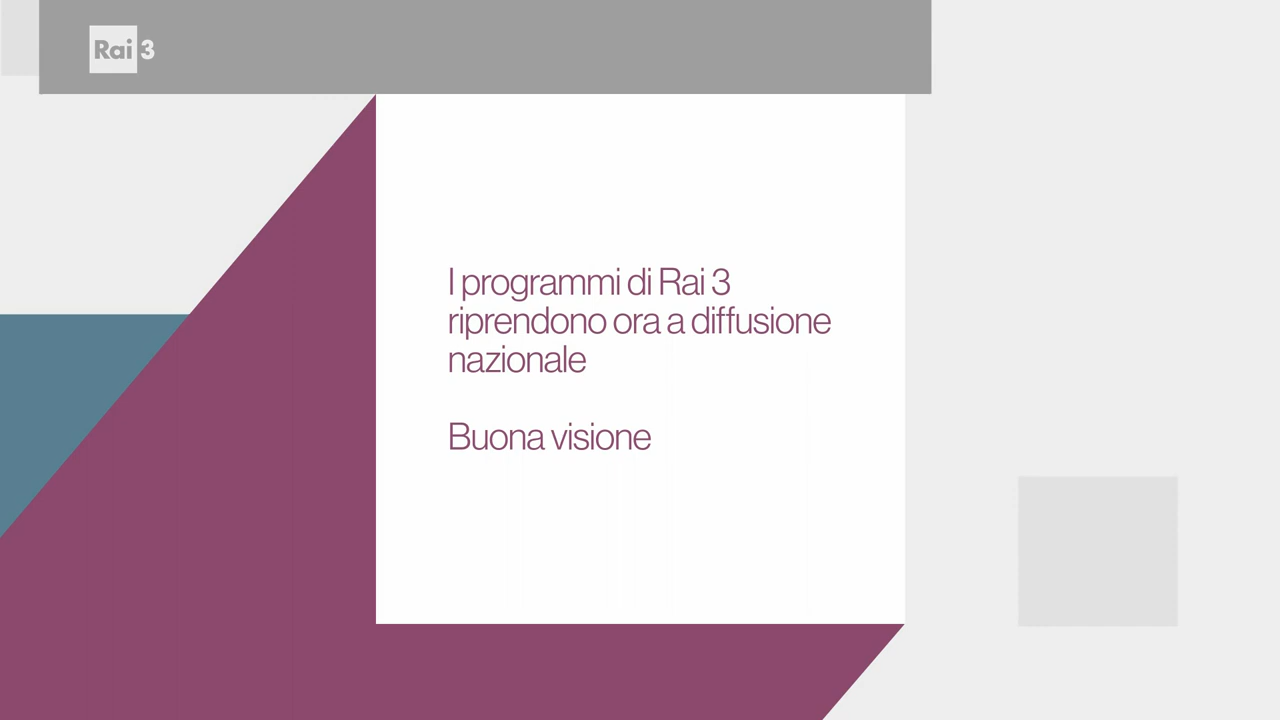 Rai 3
I programmi di Rai 3
riprendono ora a diffusione
nazionale
Buona visione